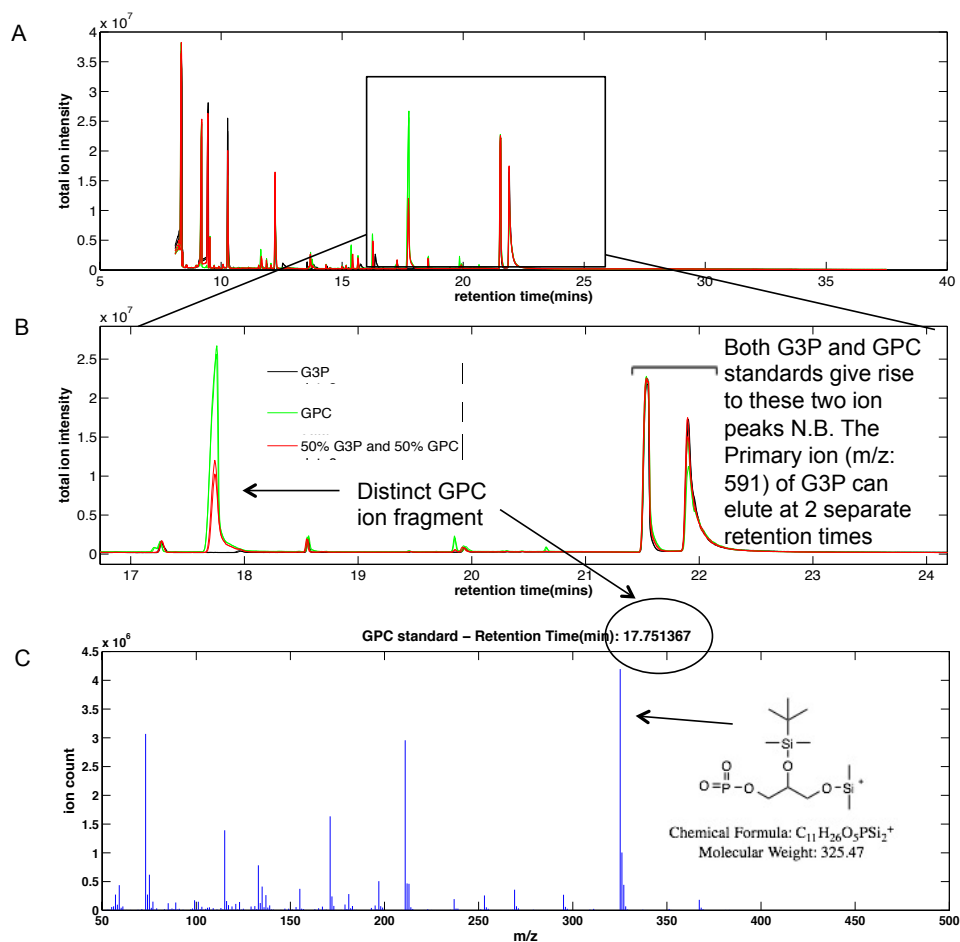 A
x 10⁷
4
3.5
3
2.5
2
1.5
1
0.5
0
total ion intensity
5
10
15
20
25
30
35
40
retention time(mins)
B
x 10⁷
2.5
2
1.5
1
0.5
0
total ion intensity
G3P
GPC
50% G3P and 50% GPC
Distinct GPC
ion fragment
Both G3P and GPC
standards give rise
to these two ion
peaks N.B. The
Primary ion (m/z:
591) of G3P can
elute at 2 separate
retention times
17
18
19
20
21
22
23
24
retention time(mins)
GPC standard – Retention Time(min): 17.751367
C
x 10⁶
4.5
4
3.5
3
2.5
2
1.5
1
0.5
0
ion count
Si
O
O
P
O
O
Si
+
O
Chemical Formula: C₁₁H₂₆O₅PSi₂⁺
Molecular Weight: 325.47
50
100
150
200
250
300
350
400
450
500
m/z